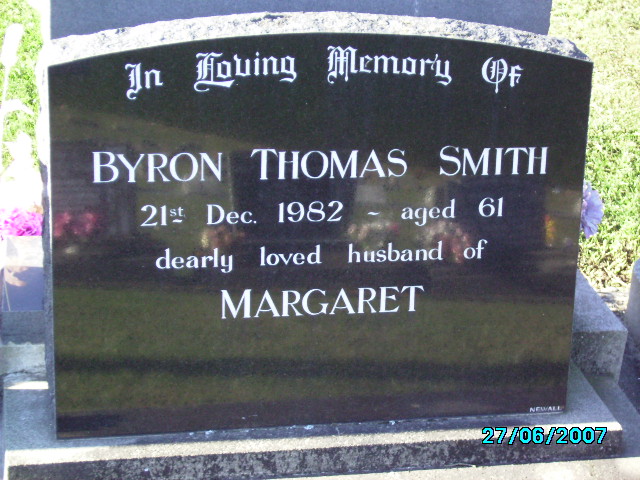 In Loving Memory Of
BYRON THOMAS SMITH
21st Dec. 1982 ~ aged 61
dearly loved husband of
MARGARET
NEWALL
27/06/2007